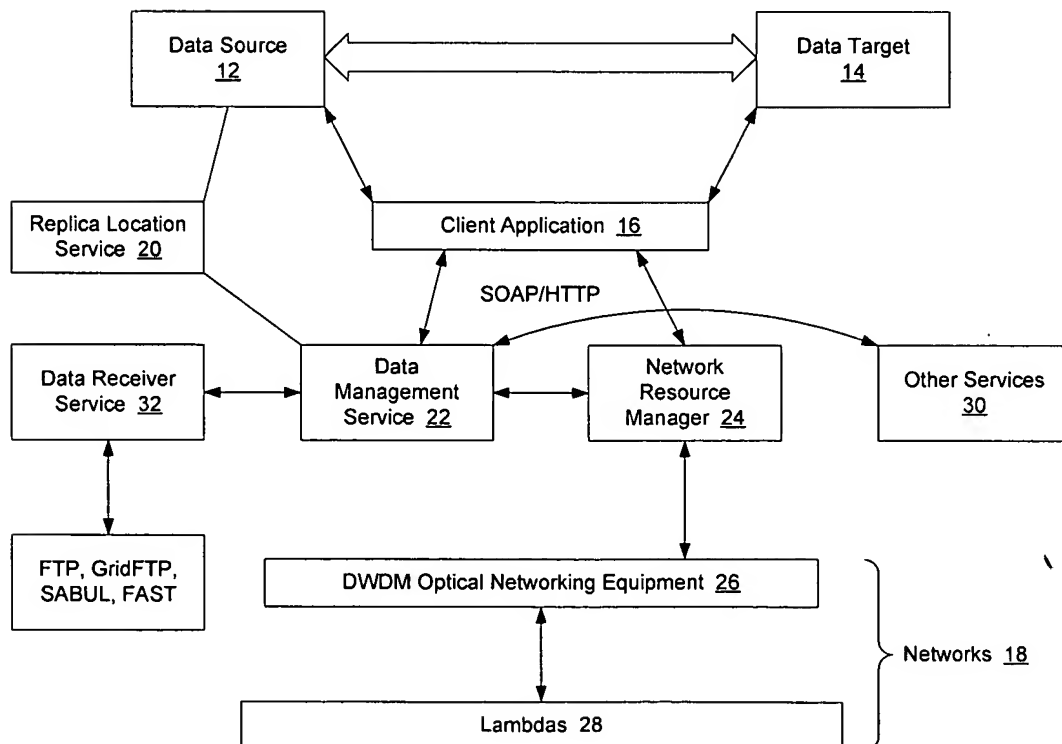 Data Source
12
Data Target
14
Replica Location
Service 20
Client Application 16
SOAP/HTTP
Data Receiver
Service 32
Data
Management
Service 22
Network
Resource
Manager 24
Other Services
30
FTP, GridFTP,
SABUL, FAST
DWDM Optical Networking Equipment 26
Networks 18
Lambdas 28